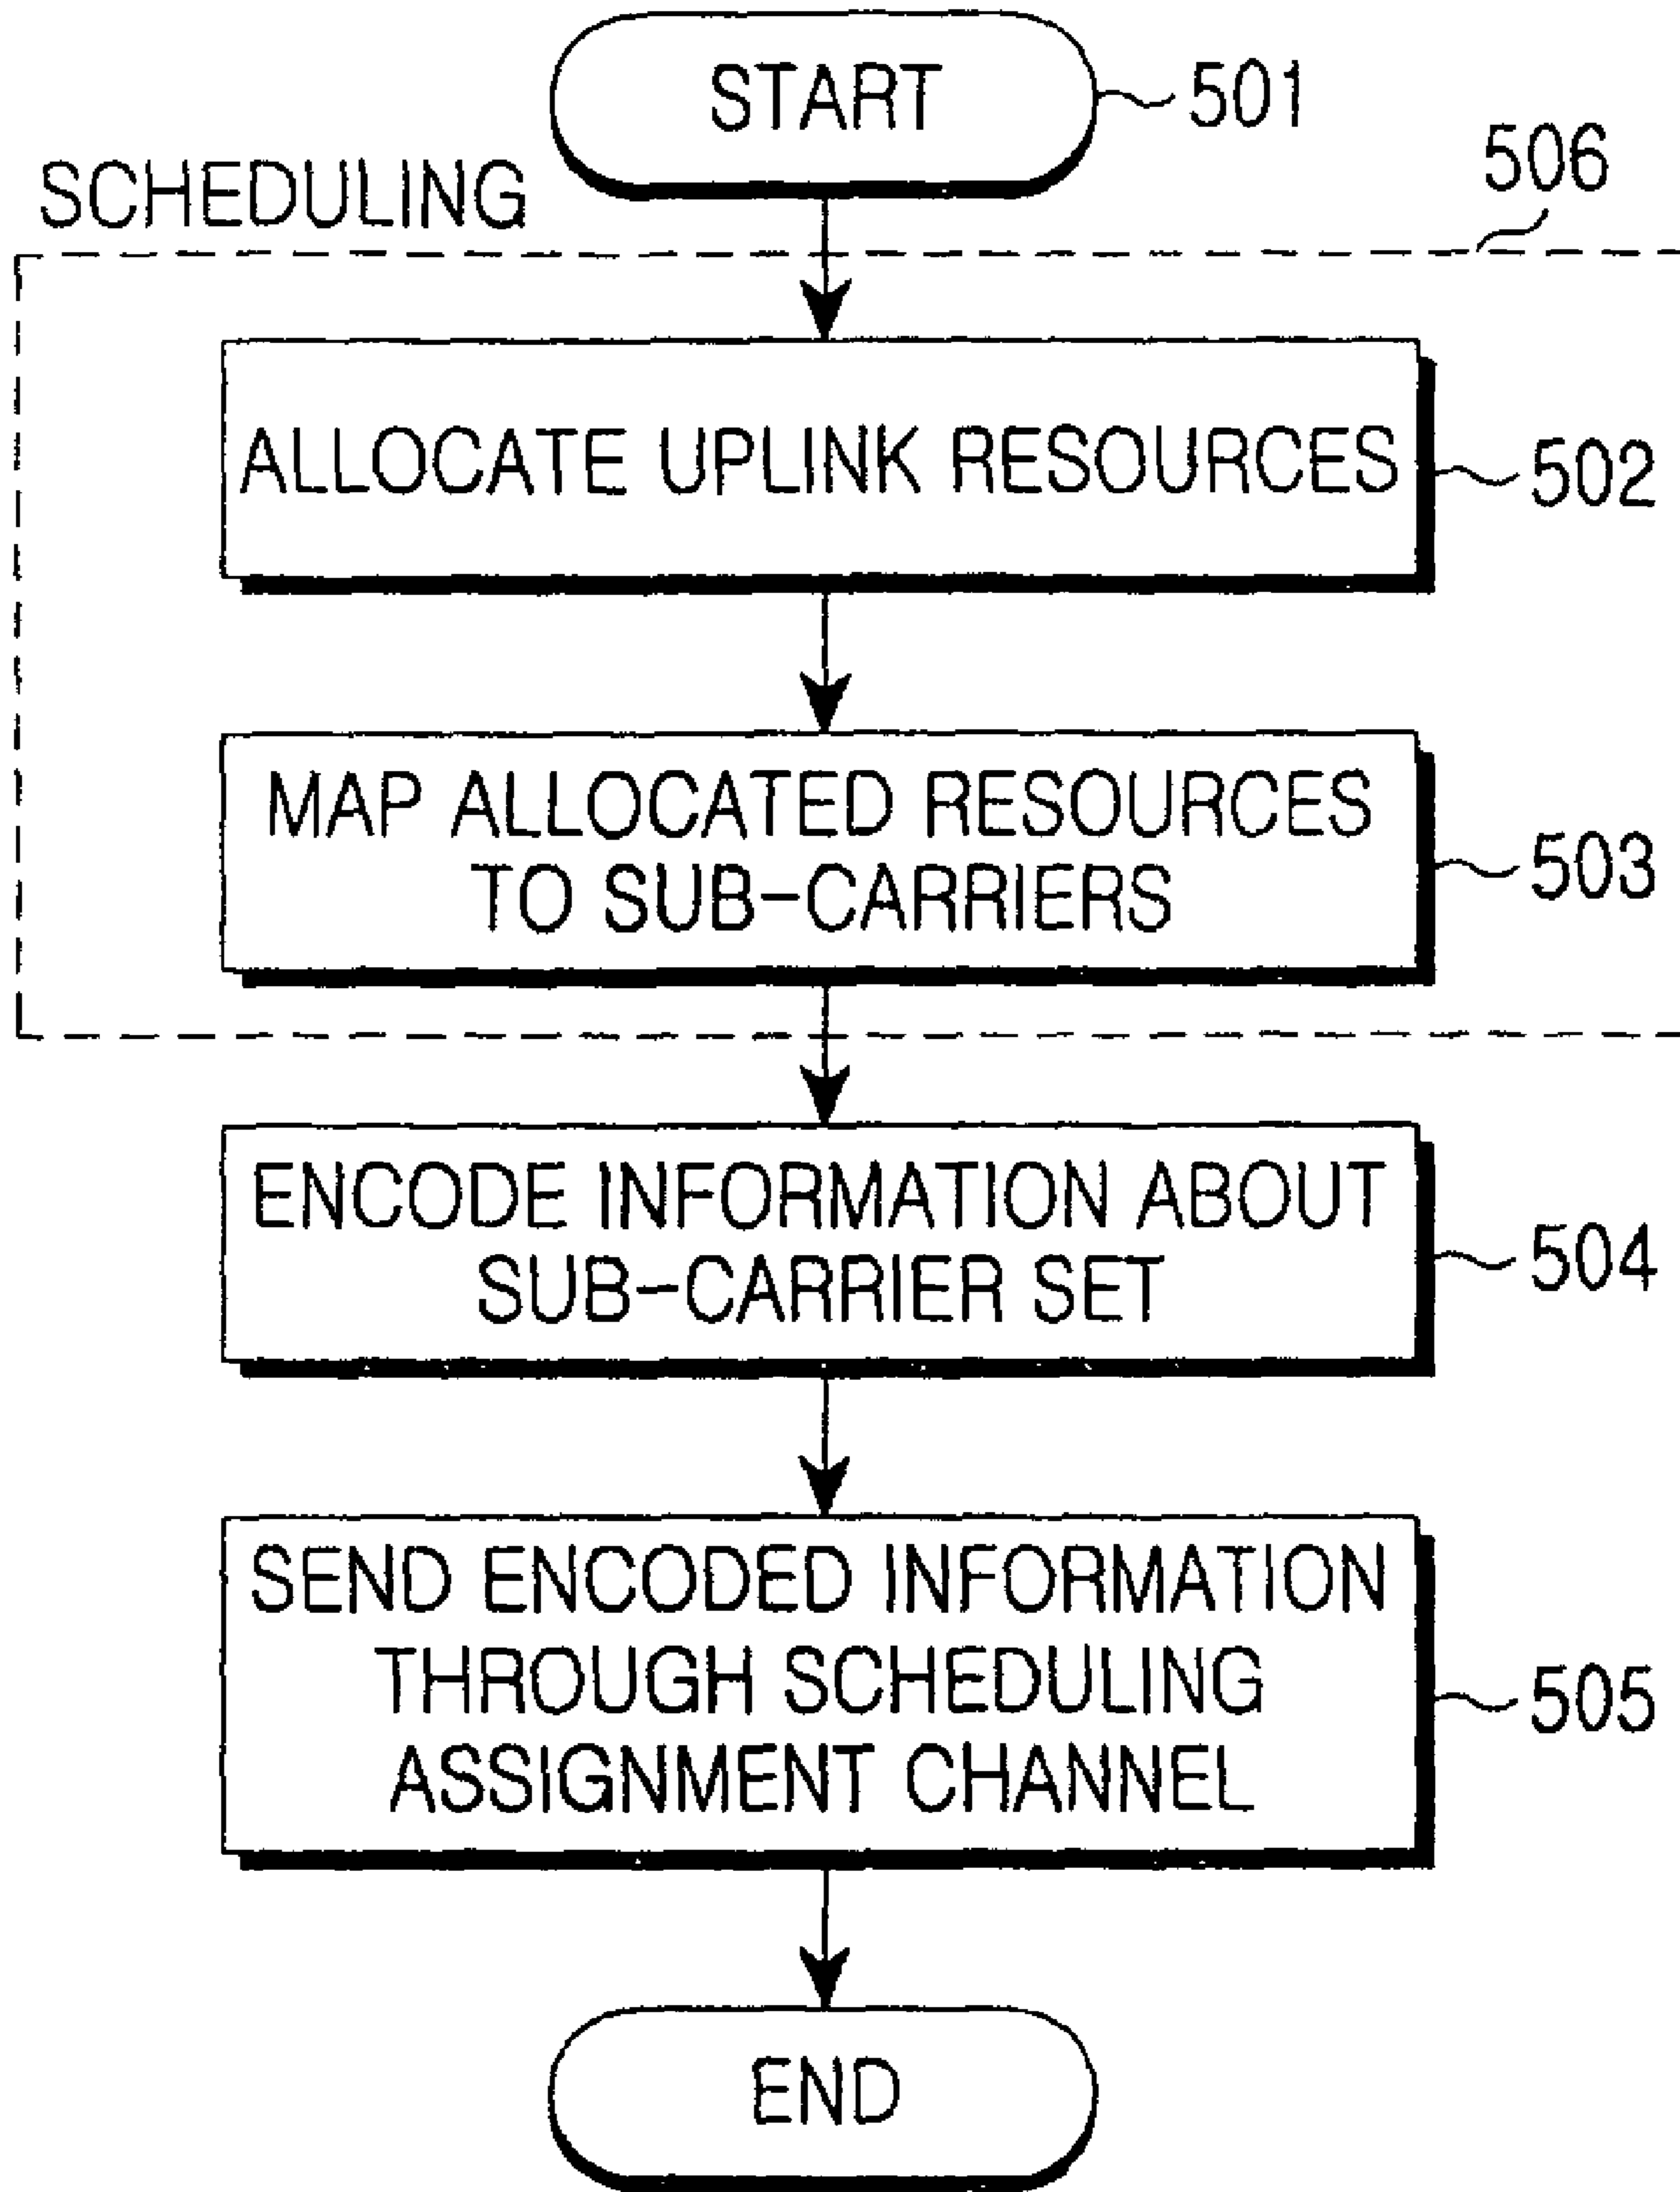 START
501
506
SCHEDULING
ALLOCATE UPLINK RESOURCES
502
MAP ALLOCATED RESOURCES
TO SUB-CARRIERS
503
ENCODE INFORMATION ABOUT
SUB-CARRIER SET
504
SEND ENCODED INFORMATION
THROUGH SCHEDULING
ASSIGNMENT CHANNEL
505
END